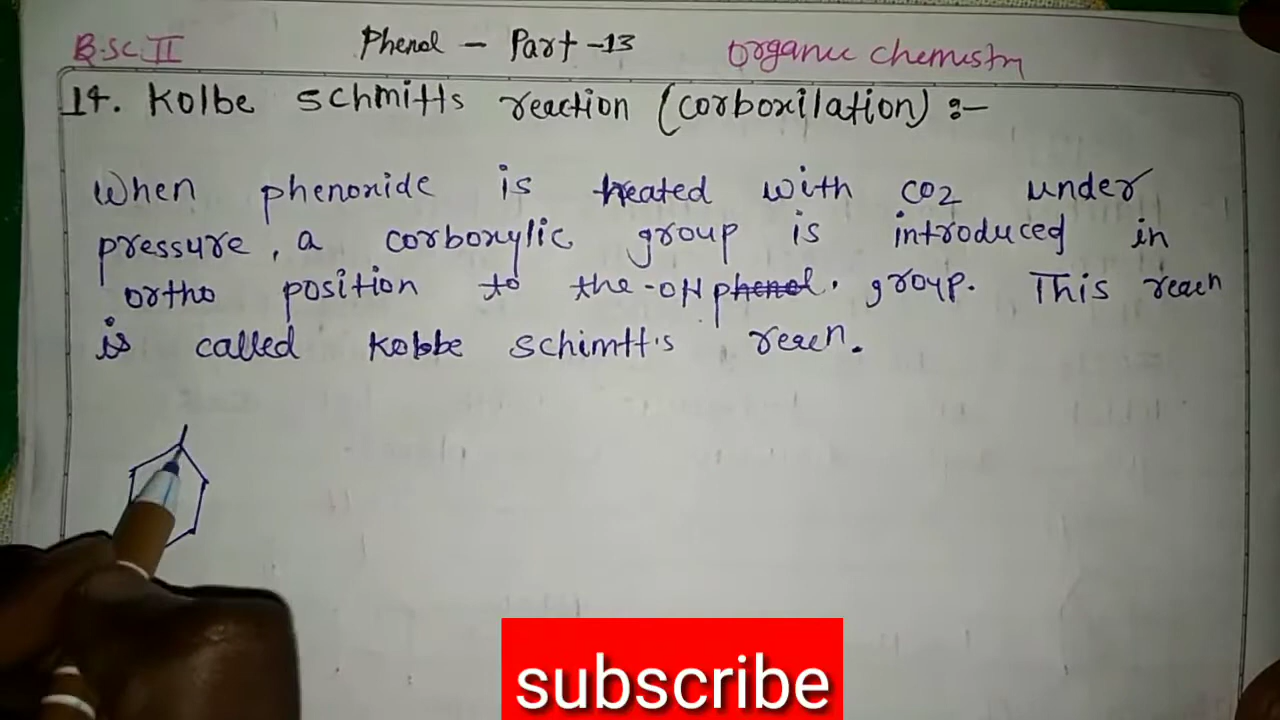 B.SC.II Phenol - Part -13 Organic chemistry
14. Kolbe Schmitts reaction (corboxilation) :-
When phenoxide is treated with CO2 under
pressure, a corboxylic group is introduced in
ortho position to the -OH phenol. group. This reacn
is called Kolbe Schimtt's reacn.
subscribe